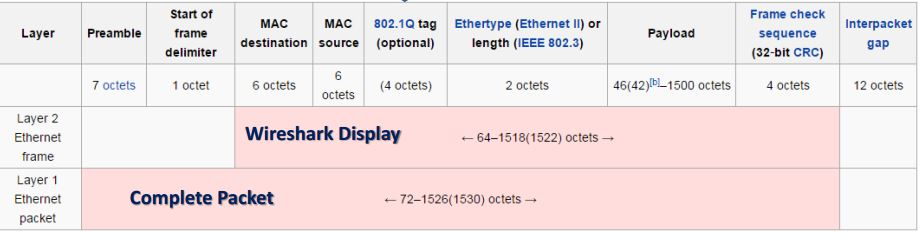 Layer
Preamble
Start of
frame
delimiter
MAC
destination
MAC
source
802.1Q tag
(optional)
Ethertype (Ethernet II) or
length (IEEE 802.3)
Payload
Frame check
sequence
(32-bit CRC)
Interpacket
gap
7 octets
1 octet
6 octets
6
octets
(4 octets)
2 octets
46(42)[b]–1500 octets
4 octets
12 octets
Layer 2
Ethernet
frame
Wireshark Display
← 64–1518(1522) octets →
Layer 1
Ethernet
packet
Complete Packet
← 72–1526(1530) octets →